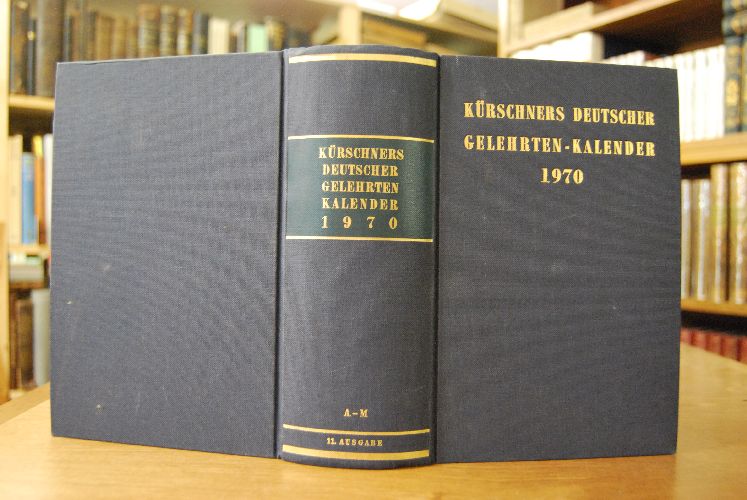 KÜRSCHNERS
DEUTSCHER
GELEHRTEN
KALENDER
1970
A-M
11. AUSGABE
KÜRSCHNERS DEUTSCHER
GELEHRTEN-KALENDER
1970